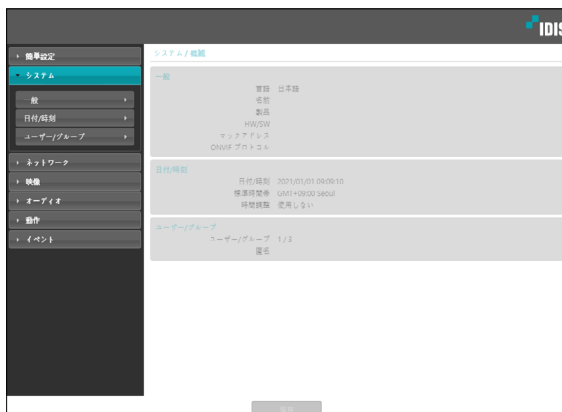 IDIS
簡単設定
システム
一般
日付/時刻
ユーザー/グループ
ネットワーク
映像
オーディオ
動作
イベント
システム / 概観
一般
言語 日本語
名前
製品
HW/SW
マックアドレス
ONVIF プロトコル
日付/時刻
日付/時刻 2021/01/01 09:09:10
標準時間帯 GMT+09:00 Seoul
時間調整 使用しない
ユーザー/グループ
ユーザー/グループ 1 / 3
匿名